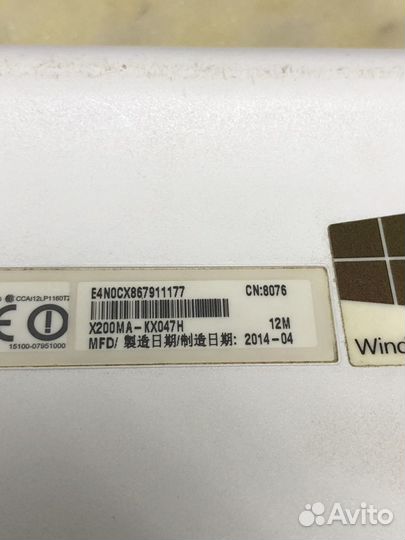 CCAI12LP1160T2
E4N0CX867911177 CN:8076
X200MA-KX047H 12M
MFD/ 製造日期/制造日期: 2014-04
CE
15100-07951000
Wind
Avito